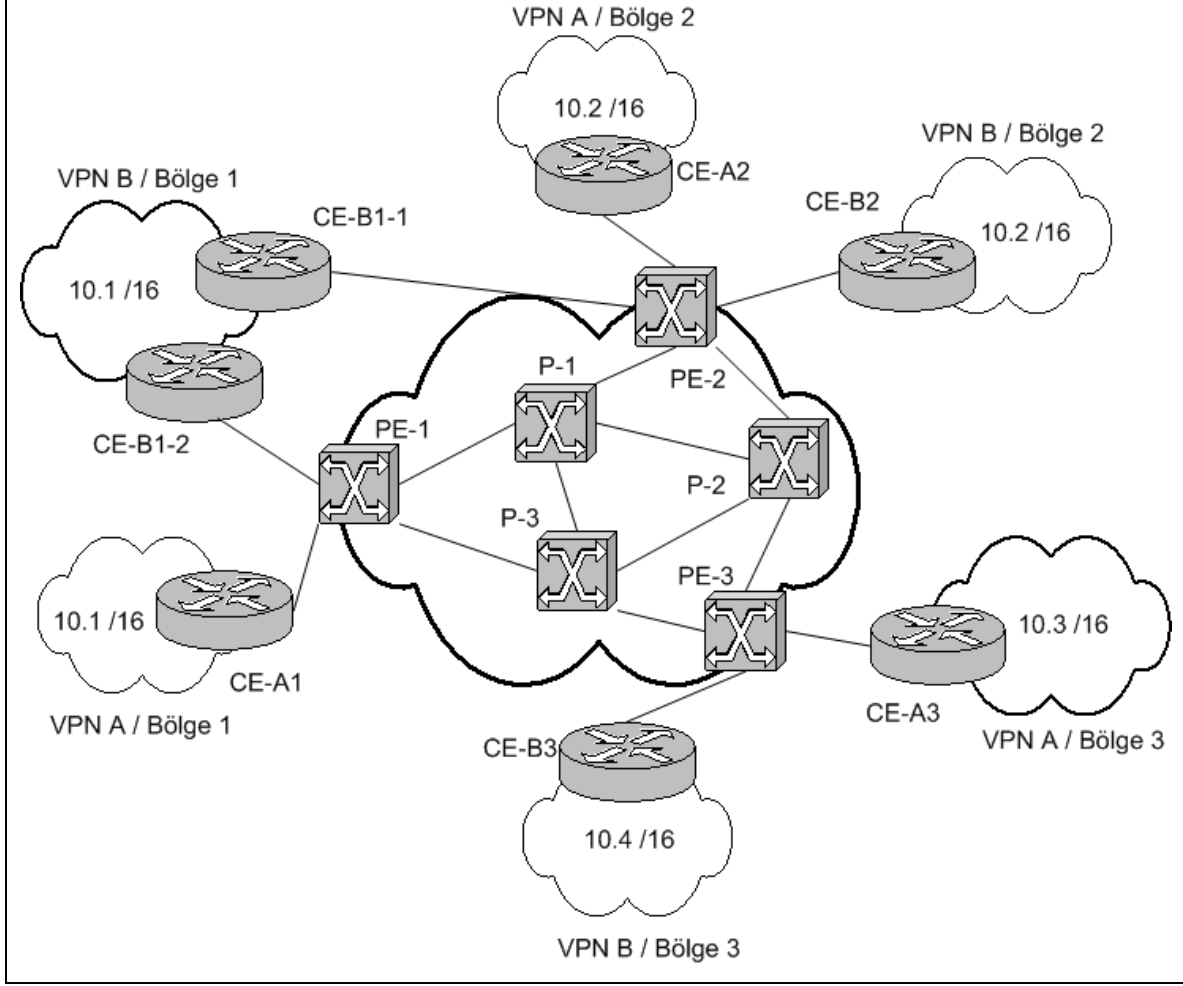 VPN A / Bölge 2
10.2 /16
CE-A2
VPN B / Bölge 2
CE-B2
10.2 /16
VPN B / Bölge 1
CE-B1-1
10.1 /16
CE-B1-2
P-1
PE-2
PE-1
P-2
P-3
PE-3
10.1 /16
CE-A1
VPN A / Bölge 1
10.3 /16
CE-A3
VPN A / Bölge 3
CE-B3
10.4 /16
VPN B / Bölge 3